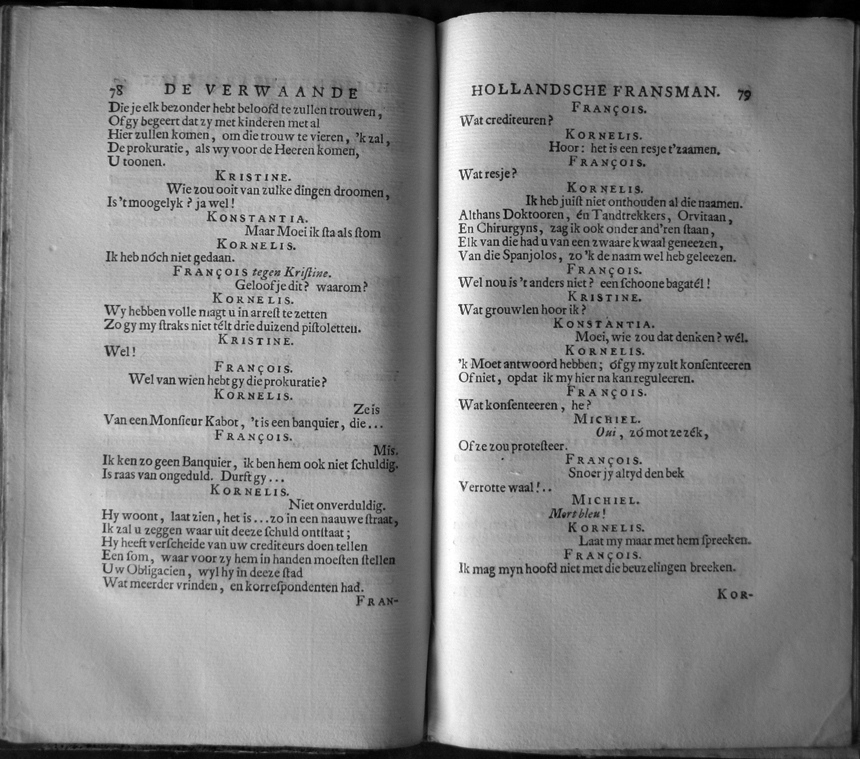 78 DE VERWAANDE
Die je elk bezonder hebt beloofd te zullen trouwen,
Of gy begeert dat zy met kinderen met al
Hier zullen komen, om die trouw te vieren, 'k zal,
De prokuratie, als wy voor de Heeren komen,
U toonen.
KRISTINE.
Wie zou ooit van zulke dingen droomen,
Is 't moogelyk? ja wel!
KONSTANTIA.
Maar Moei ik ſta als ſtom
KORNELIS.
Ik heb nóch niet gedaan.
FRANÇOIS tegen Kriſtine.
Geloof je dit? waarom?
KORNELIS.
Wy hebben volle magt u in arreſt te zetten
Zo gy my ſtraks niet télt drie duizend piſtoletten.
KRISTINE.
Wel!
FRANÇOIS.
Wel van wien hebt gy die prokuratie?
KORNELIS.
Ze is
Van een Monſieur Kabot, 't is een banquier, die...
FRANÇOIS.
Mis.
Ik ken zo geen Banquier, ik ben hem ook niet ſchuldig.
Is raas van ongeduld. Durft gy...
KORNELIS.
Niet onverduldig.
Hy woont, laat zien, het is...zo in een naauwe ſtraat,
Ik zal u zeggen waar uit deeze ſchuld ontſtaat;
Hy heeft verſcheide van uw crediteurs doen tellen
Een ſom, waar voor zy hem in handen moeſten ſtellen
Uw Obligacien, wyl hy in deeze ſtad
Wat meerder vrinden, en korreſpondenten had.
FRAN-
HOLLANDSCHE FRANSMAN. 79
FRANÇOIS.
Wat crediteuren?
KORNELIS.
Hoor: het is een resje t'zaamen.
FRANÇOIS.
Wat resje?
KORNELIS.
Ik heb juiſt niet onthouden al die naamen.
Althans Doktooren, én Tandtrekkers, Orvitaan,
En Chirurgyns, zag ik ook onder and'ren ſtaan,
Elk van die had u van een zwaare kwaal geneezen,
Van die Spanjolos, zo 'k de naam wel heb geleezen.
FRANÇOIS.
Wel nou is 't anders niet? een ſchoone bagatél!
KRISTINE.
Wat grouwlen hoor ik?
KONSTANTIA.
Moei, wie zou dat denken? wél.
KORNELIS.
'k Moet antwoord hebben; óf gy my zult konſenteeren
Of niet, opdat ik my hier na kan reguleeren.
FRANÇOIS.
Wat konſenteeren, he?
MICHIEL.
Oui, zó mot ze zék,
Of ze zou proteſteer.
FRANÇOIS.
Snoer jy altyd den bek
Verrotte waal!..
MICHIEL.
Mort bleu!
KORNELIS.
Laat my maar met hem ſpreeken.
FRANÇOIS.
Ik mag myn hoofd niet met die beuzelingen breeken.
KOR-